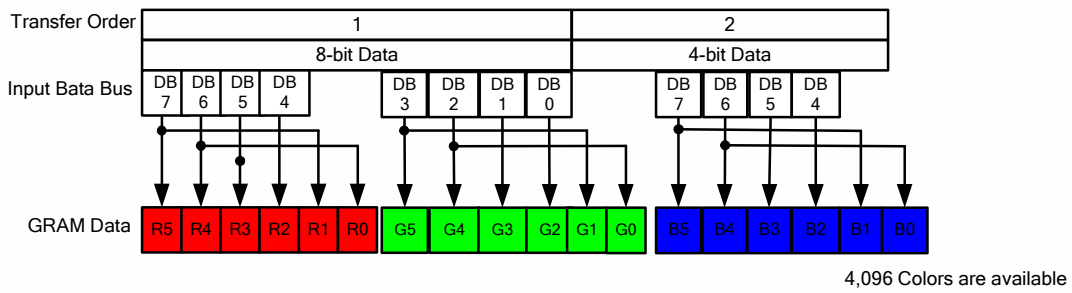 Transfer Order 1 2
8-bit Data 4-bit Data
Input Bata Bus DB 7 DB 6 DB 5 DB 4 DB 3 DB 2 DB 1 DB 0 DB 7 DB 6 DB 5 DB 4
GRAM Data R5 R4 R3 R2 R1 R0 G5 G4 G3 G2 G1 G0 B5 B4 B3 B2 B1 B0
4,096 Colors are available